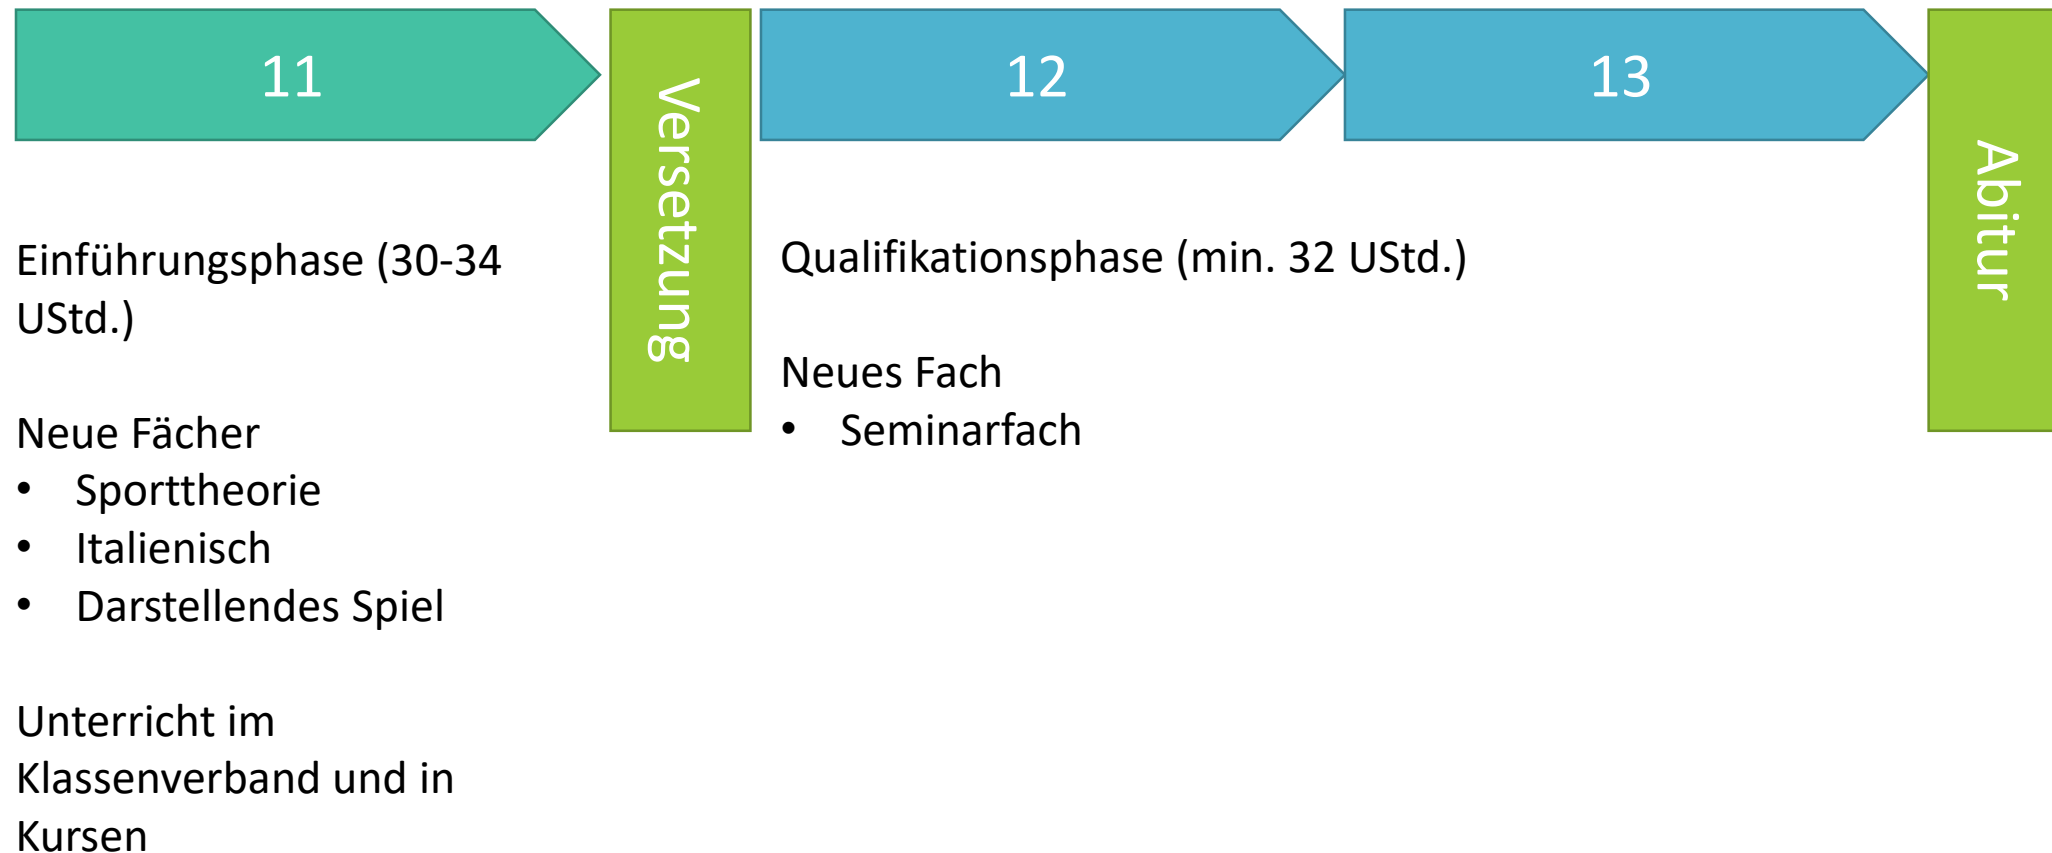 11
Versetzung
12
13
Abitur
Einführungsphase (30-34
UStd.)
Neue Fächer
• Sporttheorie
• Italienisch
• Darstellendes Spiel
Unterricht im
Klassenverband und in
Kursen
Qualifikationsphase (min. 32 UStd.)
Neues Fach
• Seminarfach